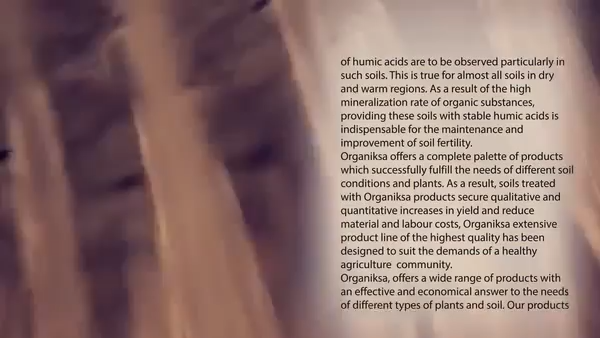 of humic acids are to be observed particularly in
such soils. This is true for almost all soils in dry
and warm regions. As a result of the high
mineralization rate of organic substances,
providing these soils with stable humic acids is
indispensable for the maintenance and
improvement of soil fertility.
Organiksa offers a complete palette of products
which successfully fulfill the needs of different soil
conditions and plants. As a result, soils treated
with Organiksa products secure qualitative and
quantitative increases in yield and reduce
material and labour costs, Organiksa extensive
product line of the highest quality has been
designed to suit the demands of a healthy
agriculture community.
Organiksa, offers a wide range of products with
an effective and economical answer to the needs
of different types of plants and soil. Our products